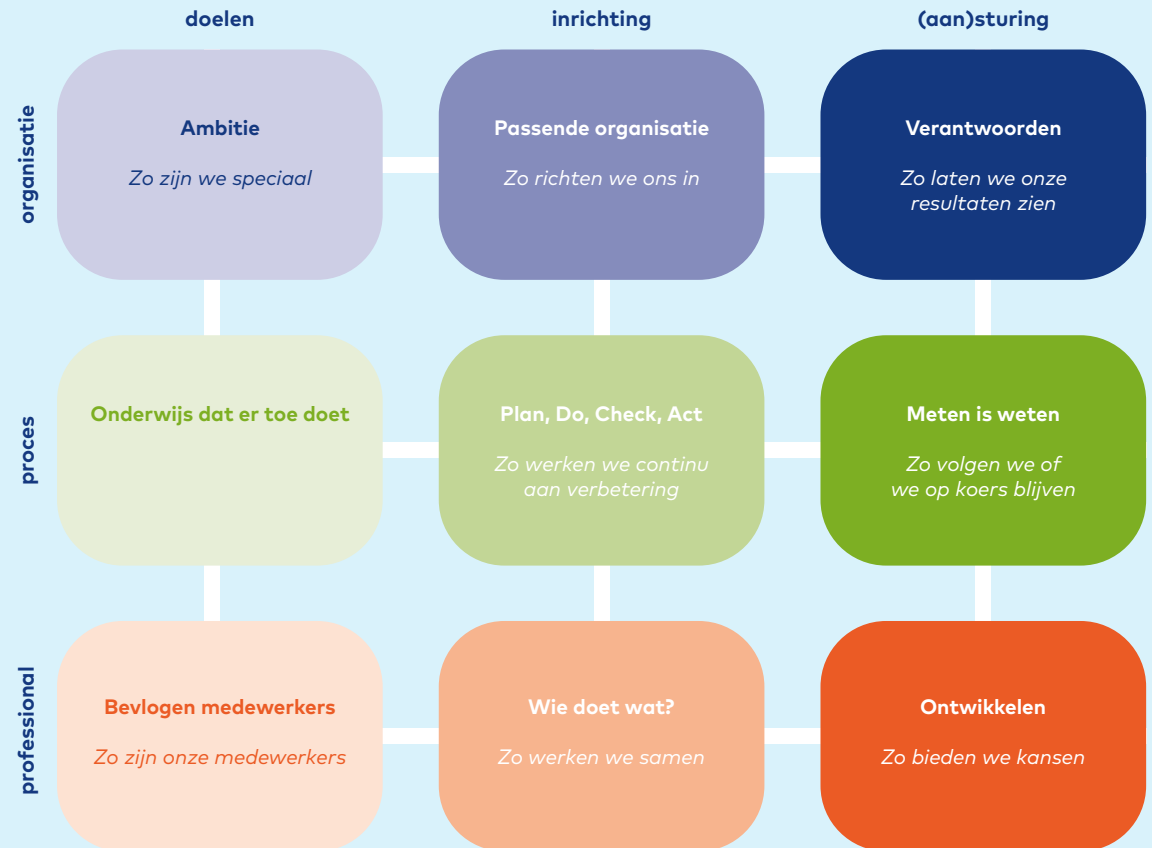 doelen
inrichting
(aan)sturing
organisatie
Ambitie
Zo zijn we speciaal
Passende organisatie
Zo richten we ons in
Verantwoorden
Zo laten we onze
resultaten zien
proces
Onderwijs dat er toe doet
Plan, Do, Check, Act
Zo werken we continu
aan verbetering
Meten is weten
Zo volgen we of
we op koers blijven
professional
Bevlogen medewerkers
Zo zijn onze medewerkers
Wie doet wat?
Zo werken we samen
Ontwikkelen
Zo bieden we kansen